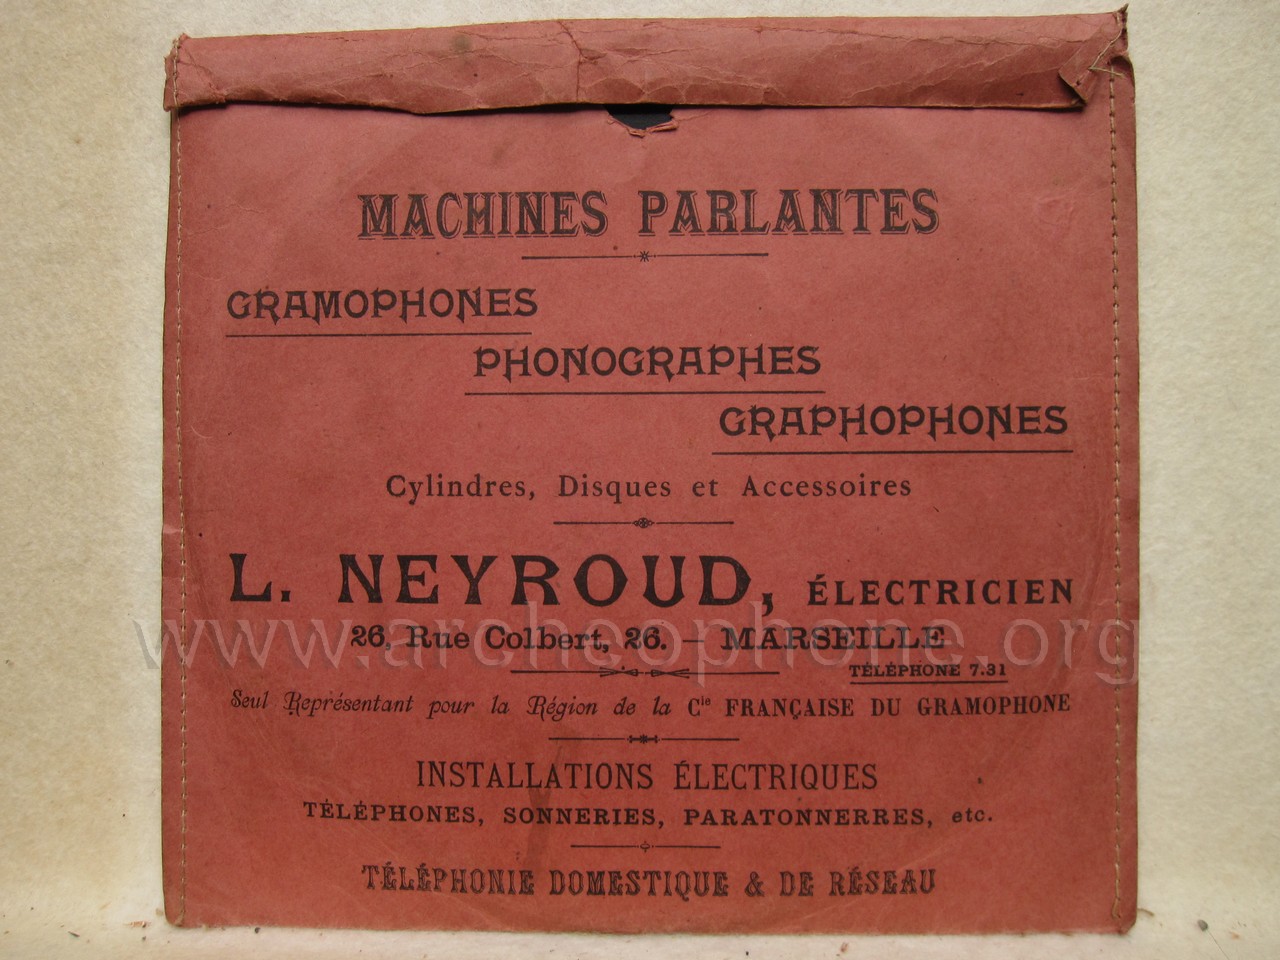 MACHINES PARLANTES
GRAMOPHONES
PHONOGRAPHES
GRAPHOPHONES
Cylindres, Disques et Accessoires
L. NEYROUD, ÉLECTRICIEN
26, Rue Colbert, 26. – MARSEILLE
www.archeophone.org
TÉLÉPHONE 7.31
Seul Représentant pour la Région de la Cie FRANÇAISE DU GRAMOPHONE
INSTALLATIONS ÉLECTRIQUES
TÉLÉPHONES, SONNERIES, PARATONNERRES, etc.
TÉLÉPHONIE DOMESTIQUE & DE RÉSEAU